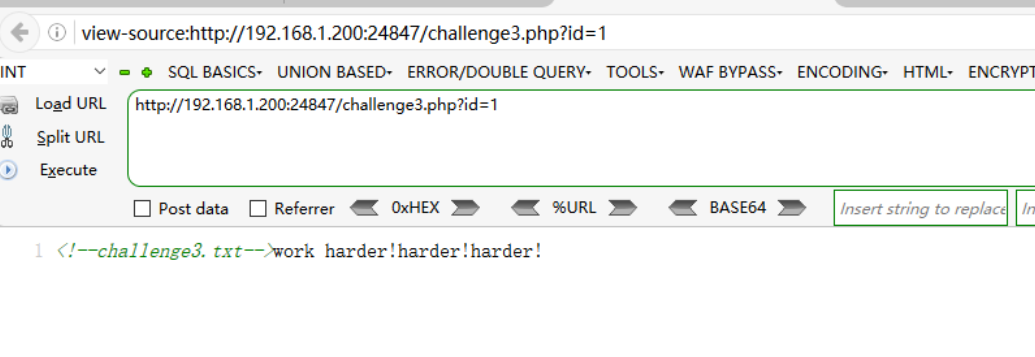 view-source:http://192.168.1.200:24847/challenge3.php?id=1
INT SQL BASICS UNION BASED ERROR/DOUBLE QUERY TOOLS WAF BYPASS ENCODING HTML ENCRYPT
Load URL http://192.168.1.200:24847/challenge3.php?id=1
Split URL
Execute
Post data Referrer 0xHEX %URL BASE64 Insert string to replace In
1 <!--challenge3.txt-->work harder!harder!harder!